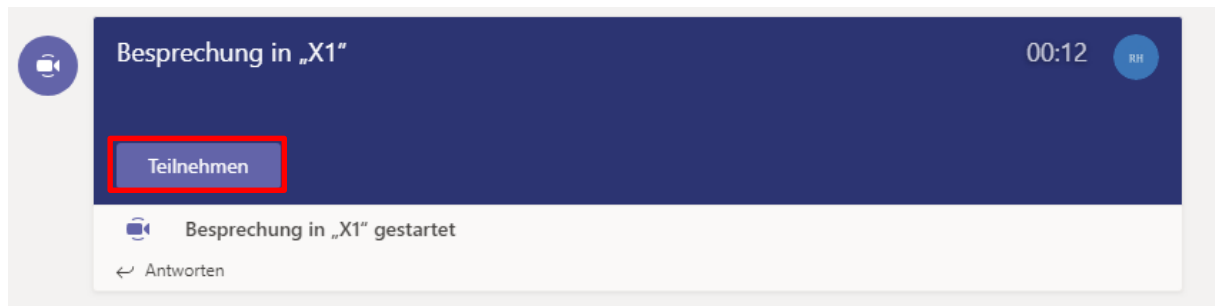 Besprechung in „X1“
00:12
RH
Teilnehmen
Besprechung in „X1“ gestartet
Antworten